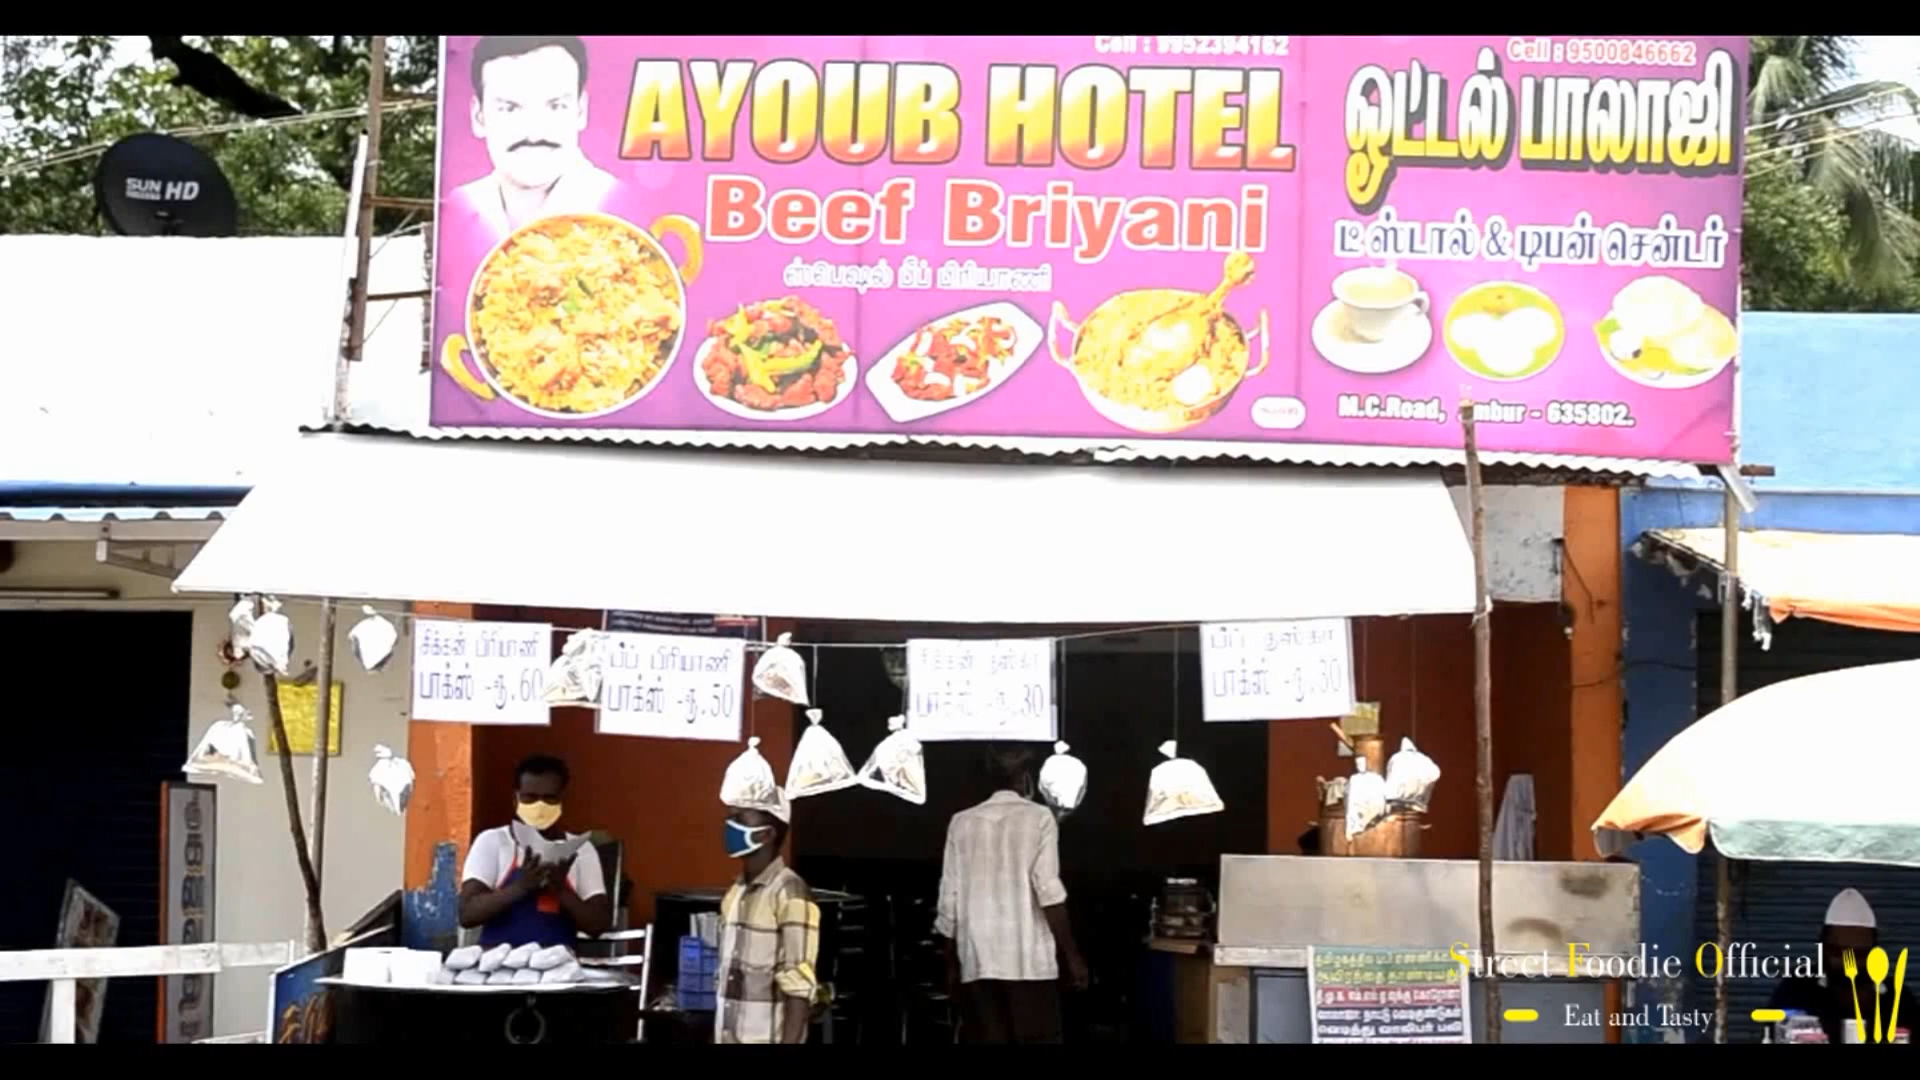 Cell : 9952394162
AYOUB HOTEL
Beef Briyani
ஸ்பெஷல் பீப் பிரியாணி
Cell : 9500846662
ஓட்டல் பாலாஜி
டீ ஸ்டால் & டிபன் சென்டர்
M.C.Road, Ambur - 635802.
SUN HD
சிக்கன் பிரியாணி
பாக்ஸ் -ரூ.60
பீப் பிரியாணி
பாக்ஸ் -ரூ.50
சிக்கன் குஸ்கா
பாக்ஸ் -ரூ.30
பீப் குஸ்கா
பாக்ஸ் -ரூ.30
Street Foodie Official
Eat and Tasty